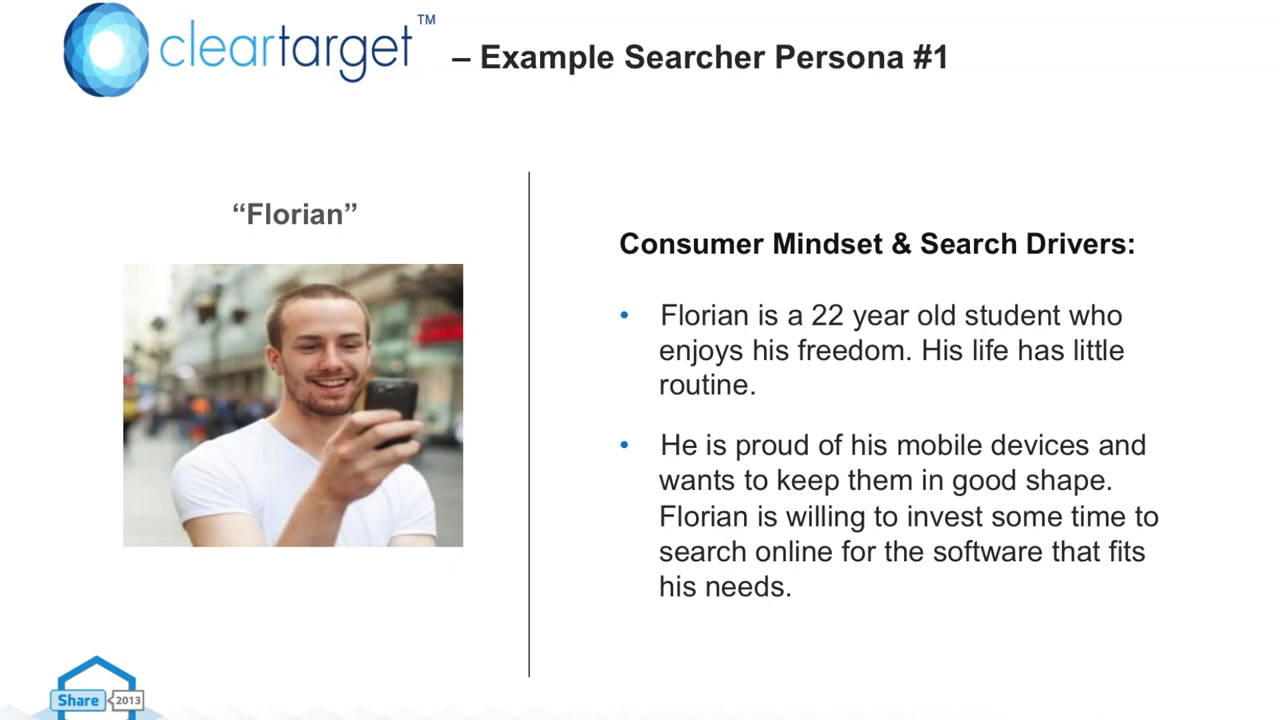 cleartarget™ – Example Searcher Persona #1
“Florian”
Consumer Mindset & Search Drivers:
• Florian is a 22 year old student who
enjoys his freedom. His life has little
routine.
• He is proud of his mobile devices and
wants to keep them in good shape.
Florian is willing to invest some time to
search online for the software that fits
his needs.
Share 2013